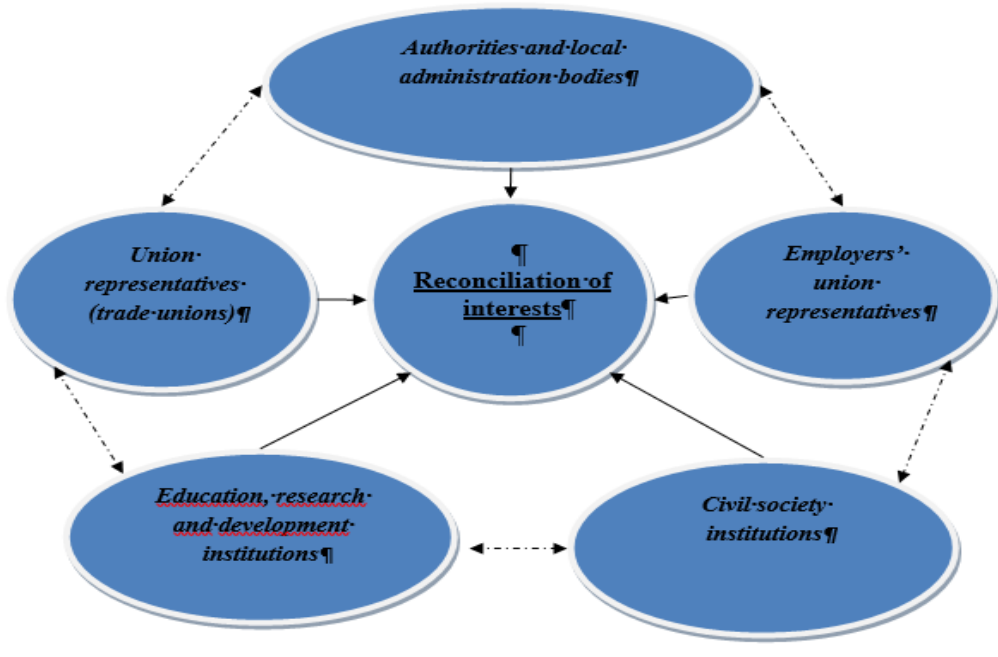 Authorities·and·local·
administration·bodies¶
Union·
representatives·
(trade·unions)¶
¶
Reconciliation·of·
interests¶
¶
Employers’·
union·
representatives¶
Education,·research·
and·development·
institutions¶
Civil·society·
institutions¶